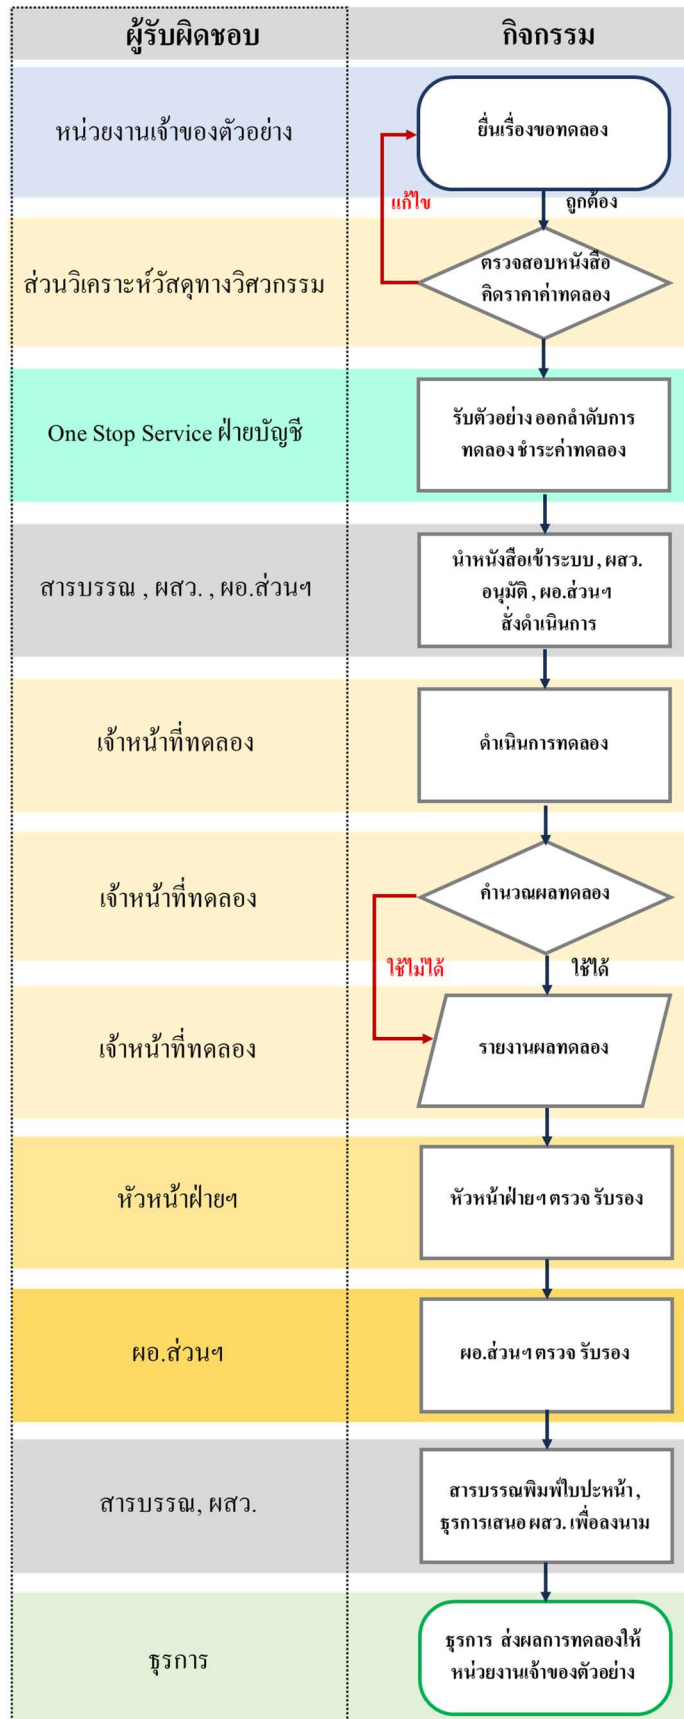 ผู้รับผิดชอบ
กิจกรรม
หน่วยงานเจ้าของตัวอย่าง
ยื่นเรื่องขอทดลอง
แก้ไข
ถูกต้อง
ส่วนวิเคราะห์วัสดุทางวิศวกรรม
ตรวจสอบหนังสือ
คิดราคาค่าทดลอง
One Stop Service ฝ่ายบัญชี
รับตัวอย่าง ออกลำดับการ
ทดลอง ชำระค่าทดลอง
สารบรรณ , ผสว. , ผอ.ส่วนฯ
นำหนังสือเข้าระบบ , ผสว.
อนุมัติ , ผอ.ส่วนฯ
สั่งดำเนินการ
เจ้าหน้าที่ทดลอง
ดำเนินการทดลอง
เจ้าหน้าที่ทดลอง
คำนวณผลทดลอง
ใช้ไม่ได้
ใช้ได้
เจ้าหน้าที่ทดลอง
รายงานผลทดลอง
หัวหน้าฝ่ายฯ
หัวหน้าฝ่ายฯ ตรวจ รับรอง
ผอ.ส่วนฯ
ผอ.ส่วนฯ ตรวจ รับรอง
สารบรรณ, ผสว.
สารบรรณพิมพ์ใบปะหน้า ,
ธุรการเสนอ ผสว. เพื่อลงนาม
ธุรการ
ธุรการ ส่งผลการทดลองให้
หน่วยงานเจ้าของตัวอย่าง